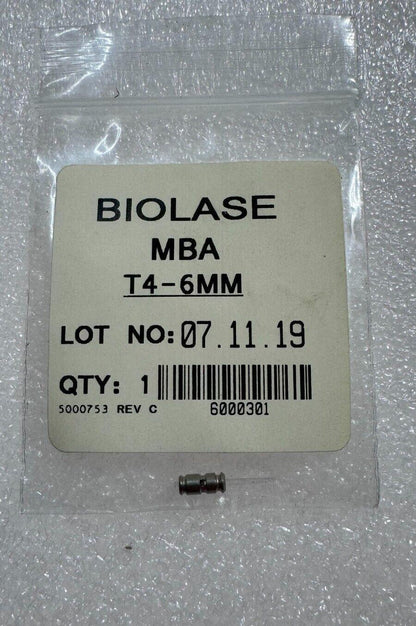 BIOLASE
MBA
T4-6MM
LOT NO: 07.11.19
QTY: 1
5000753 REV C 6000301